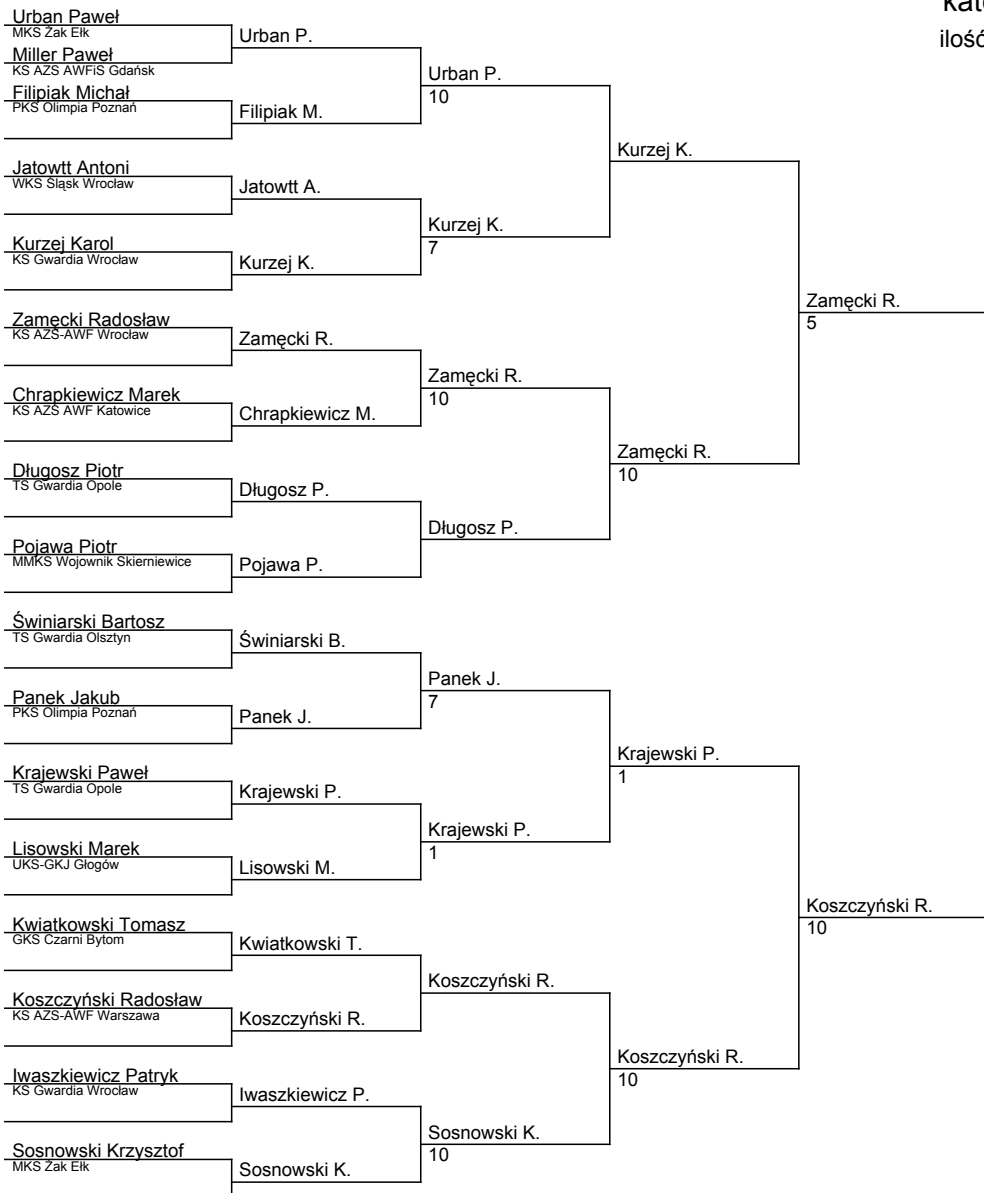 kat
ilość
Urban Paweł
MKS Żak Ełk
Miller Paweł
KS AZS AWFiS Gdańsk
Filipiak Michał
PKS Olimpia Poznań
Jatowtt Antoni
WKS Śląsk Wrocław
Kurzej Karol
KS Gwardia Wrocław
Zamęcki Radosław
KS AZS-AWF Wrocław
Chrapkiewicz Marek
KS AZS AWF Katowice
Długosz Piotr
TS Gwardia Opole
Pojawa Piotr
MMKS Wojownik Skierniewice
Świniarski Bartosz
TS Gwardia Olsztyn
Panek Jakub
PKS Olimpia Poznań
Krajewski Paweł
TS Gwardia Opole
Lisowski Marek
UKS-GKJ Głogów
Kwiatkowski Tomasz
GKS Czarni Bytom
Koszczyński Radosław
KS AZS-AWF Warszawa
Iwaszkiewicz Patryk
KS Gwardia Wrocław
Sosnowski Krzysztof
MKS Żak Ełk
Urban P.
Filipiak M.
Jatowtt A.
Kurzej K.
Zamęcki R.
Chrapkiewicz M.
Długosz P.
Pojawa P.
Świniarski B.
Panek J.
Krajewski P.
Lisowski M.
Kwiatkowski T.
Koszczyński R.
Iwaszkiewicz P.
Sosnowski K.
Urban P.
10
Kurzej K.
7
Zamęcki R.
10
Długosz P.
Panek J.
7
Krajewski P.
1
Koszczyński R.
Sosnowski K.
10
Kurzej K.
Zamęcki R.
10
Krajewski P.
1
Koszczyński R.
10
Zamęcki R.
5
Koszczyński R.
10